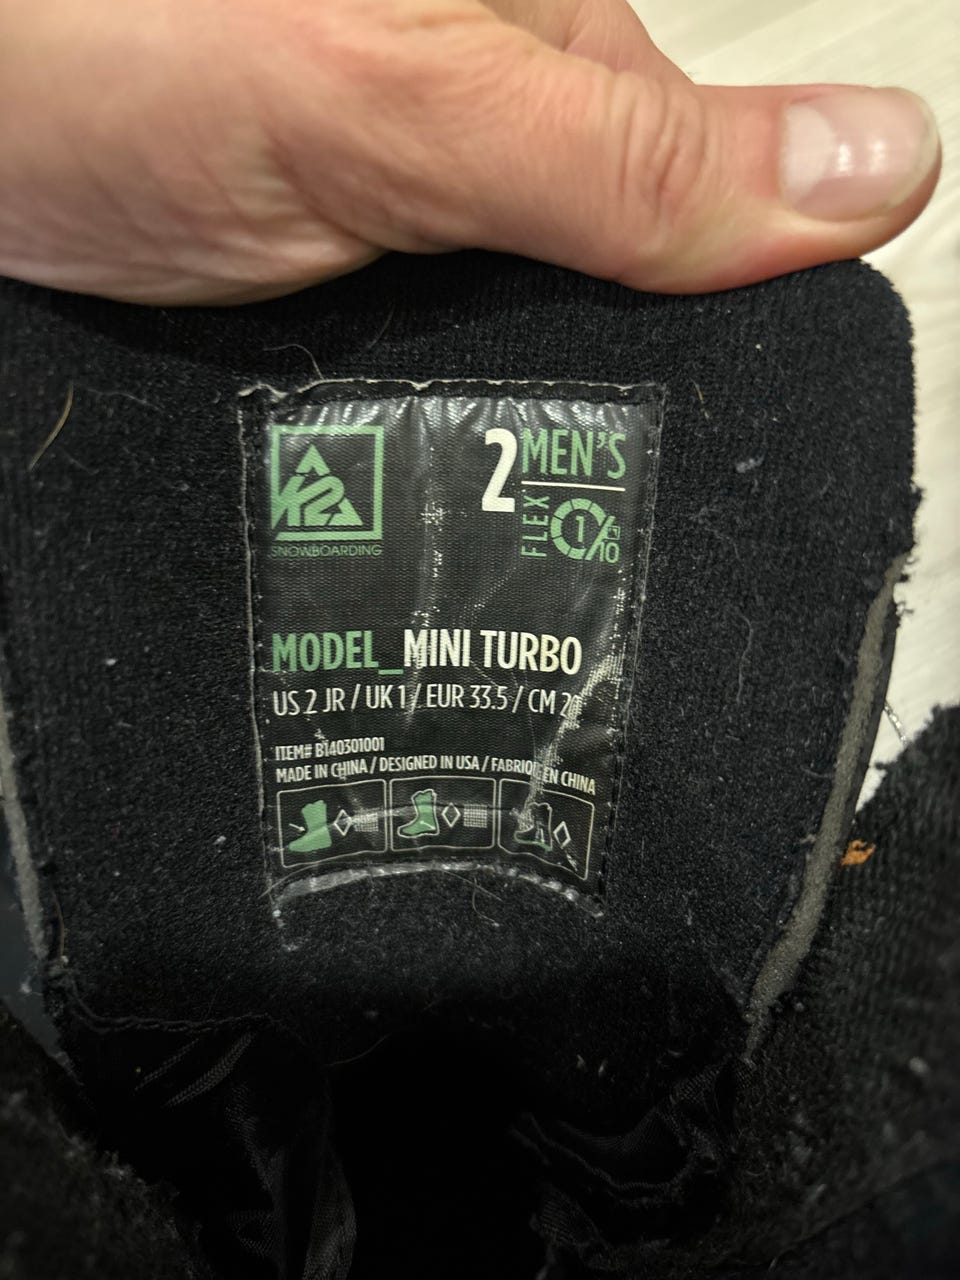 K2
SNOWBOARDING
2 MEN'S
FLEX 1/10
MODEL_MINI TURBO
US 2 JR / UK 1 / EUR 33.5 / CM
ITEM# B140301001
MADE IN CHINA / DESIGNED IN USA / FABRIQUÉ EN CHINA